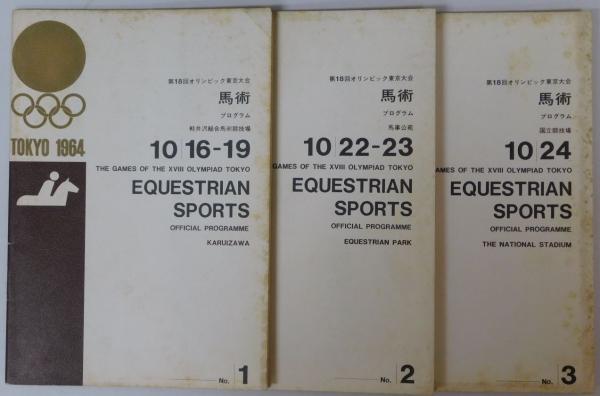 TOKYO 1964
第18回オリンピック東京大会
馬術
プログラム
軽井沢総合馬術競技場
10 16-19
THE GAMES OF THE XVIII OLYMPIAD TOKYO
EQUESTRIAN
SPORTS
OFFICIAL PROGRAMME
KARUIZAWA
No. 1
第18回オリンピック東京大会
馬術
プログラム
馬事公苑
10 22-23
GAMES OF THE XVIII OLYMPIAD TOKYO
EQUESTRIAN
SPORTS
OFFICIAL PROGRAMME
EQUESTRIAN PARK
No. 2
第18回オリンピック東京大会
馬術
プログラム
国立競技場
10 24
GAMES OF THE XVIII OLYMPIAD TOKYO
EQUESTRIAN
SPORTS
OFFICIAL PROGRAMME
THE NATIONAL STADIUM
No. 3